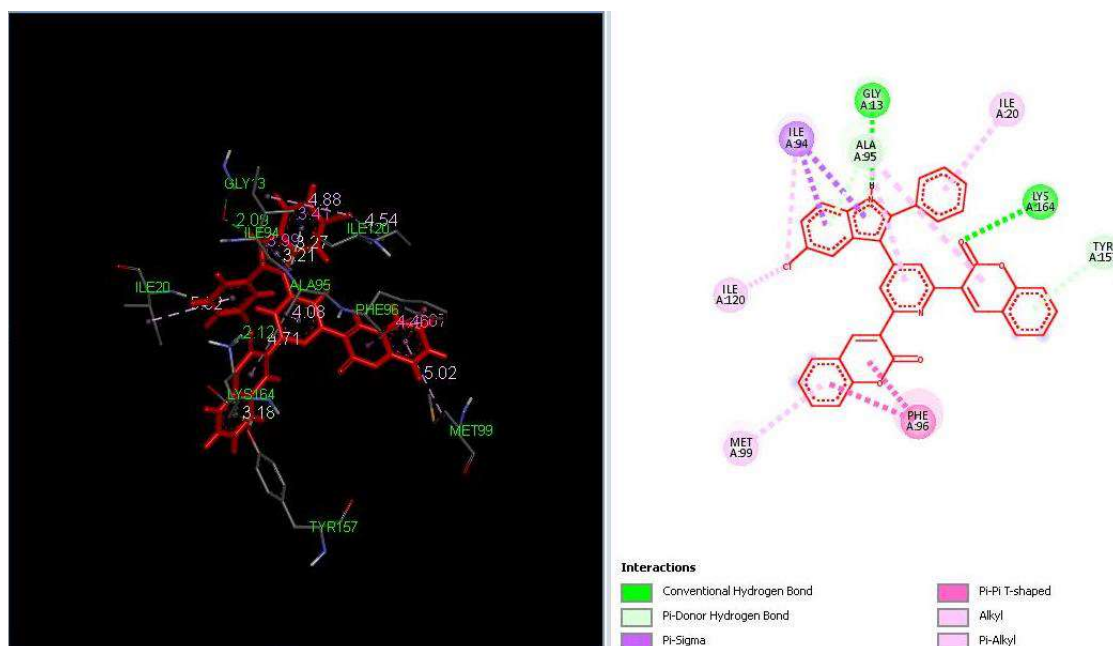 GLY13
4.88
3.41
4.54
2.09
ILE94
ILE120
3.99
3.27
3.21
ILE20
ALA95
PHE96
4.08
2.12
4.71
5.02
LYS164
3.18
MET99
TYR157
GLY
A:13
ILE
A:20
ILE
A:94
ALA
A:95
H
N
LYS
A:164
O
TYR
Cl
O
ILE
A:120
N
O
O
PHE
A:96
MET
A:99
Interactions
Conventional Hydrogen Bond
Pi-Donor Hydrogen Bond
Pi-Sigma
Pi-Pi T-shaped
Alkyl
Pi-Alkyl